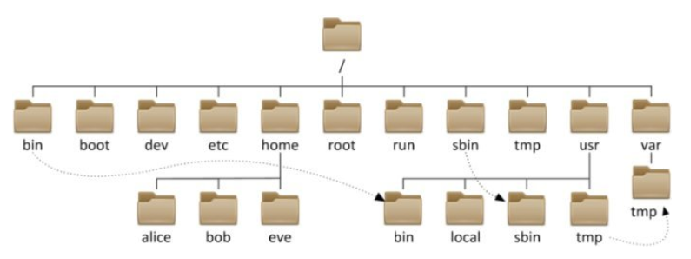 /
bin boot dev etc home root run sbin tmp usr var
alice bob eve bin local sbin tmp tmp